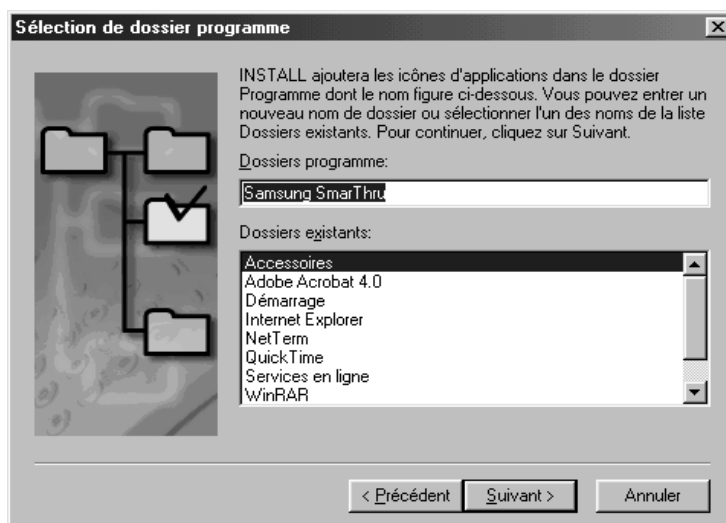 Sélection de dossier programme
INSTALL ajoutera les icônes d'applications dans le dossier
Programme dont le nom figure ci-dessous. Vous pouvez entrer un
nouveau nom de dossier ou sélectionner l'un des noms de la liste
Dossiers existants. Pour continuer, cliquez sur Suivant.
Dossiers programme:
Samsung SmarThru
Dossiers existants:
Accessoires
Adobe Acrobat 4.0
Démarrage
Internet Explorer
NetTerm
QuickTime
Services en ligne
WinRAR
< Précédent Suivant > Annuler